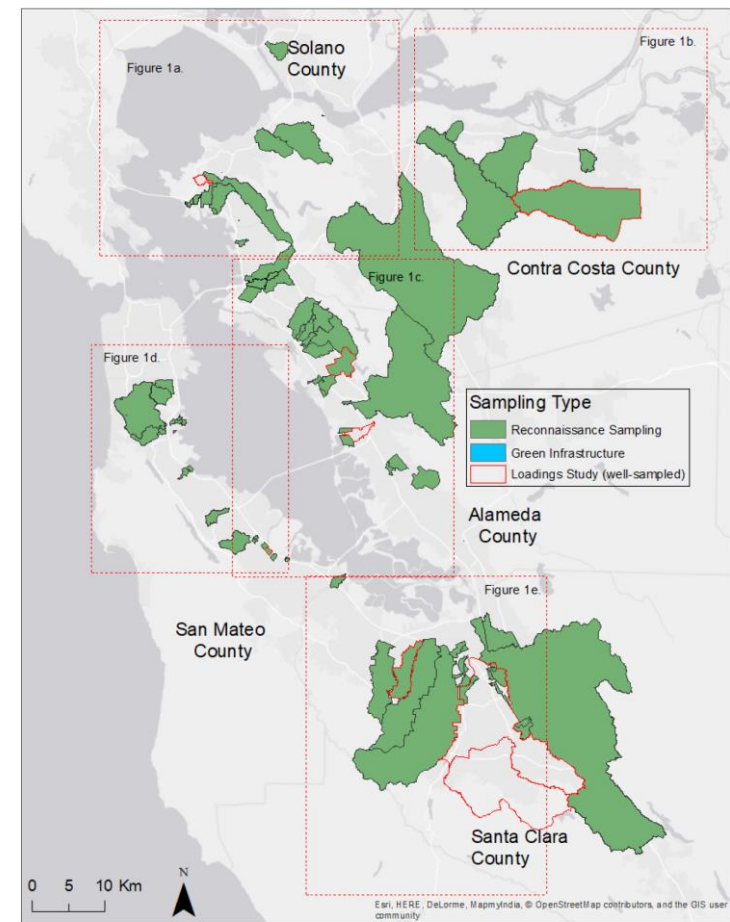 Solano
County
Figure 1a.
Figure 1b.
Contra Costa County
Figure 1c.
Figure 1d.
Sampling Type
Reconnaissance Sampling
Green Infrastructure
Loadings Study (well-sampled)
Alameda
County
Figure 1e.
San Mateo
County
Santa Clara
County
N
0 5 10 Km
Esri, HERE, DeLorme, MapmyIndia, © OpenStreetMap contributors, and the GIS user
community